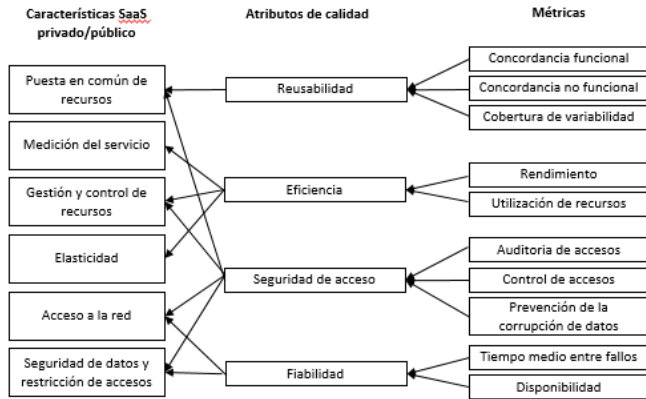 Características SaaS
privado/público
Atributos de calidad
Métricas
Puesta en común de
recursos
Medición del servicio
Gestión y control de
recursos
Elasticidad
Acceso a la red
Seguridad de datos y
restricción de accesos
Reusabilidad
Eficiencia
Seguridad de acceso
Fiabilidad
Concordancia funcional
Concordancia no funcional
Cobertura de variabilidad
Rendimiento
Utilización de recursos
Auditoria de accesos
Control de accesos
Prevención de la
corrupción de datos
Tiempo medio entre fallos
Disponibilidad